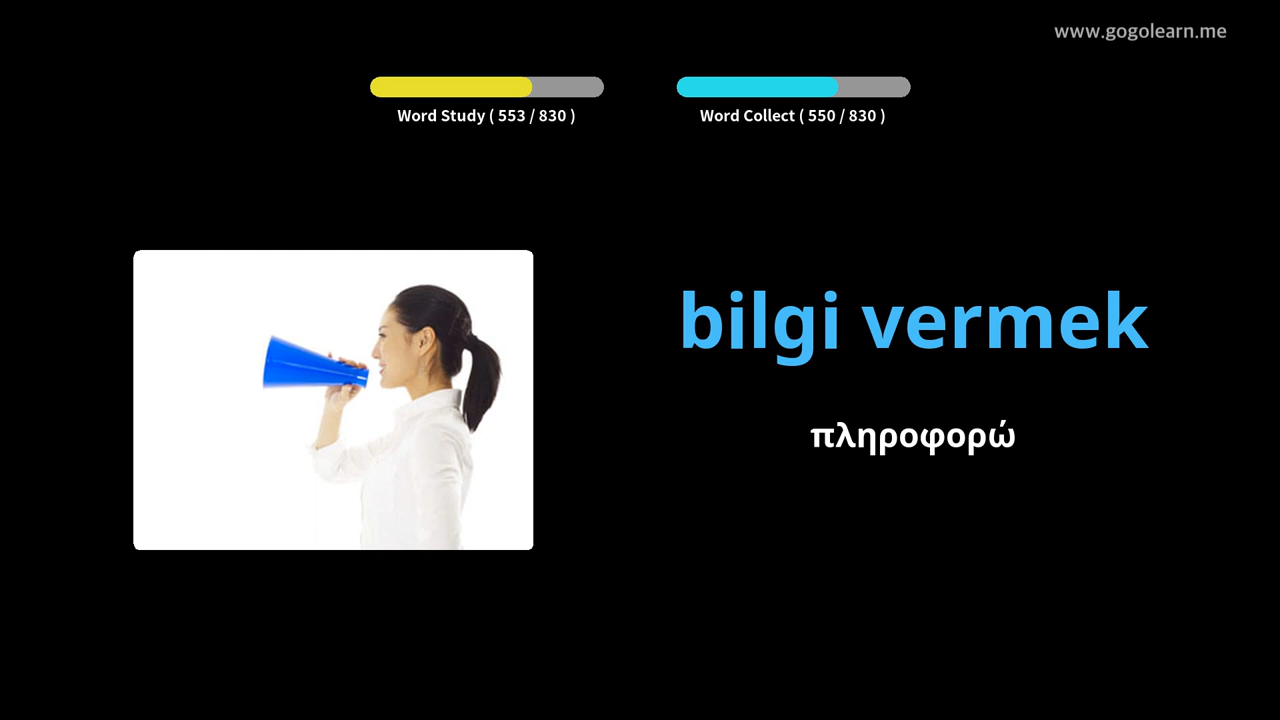 www.gogolearn.me
Word Study ( 553 / 830 )
Word Collect ( 550 / 830 )
bilgi vermek
πληροφορώ